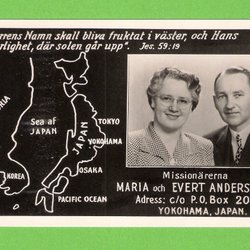 rrens Namn skall bliva fruktat i väster, och Hans
rlighet, där solen går upp". Jes. 59:19
Sea of
JAPAN
JAPAN
TOKYO
YOKOHAMA
OSAKA
KOREA
PACIFIC OCEAN
Missionärerna
MARIA och EVERT ANDERS
Adress: c/o P.O. Box 20
YOKOHAMA, JAPAN.